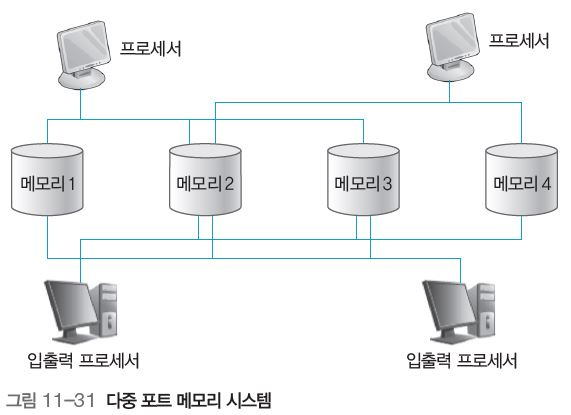 프로세서
프로세서
메모리 1
메모리 2
메모리 3
메모리 4
입출력 프로세서
입출력 프로세서
그림 11-31 다중 포트 메모리 시스템